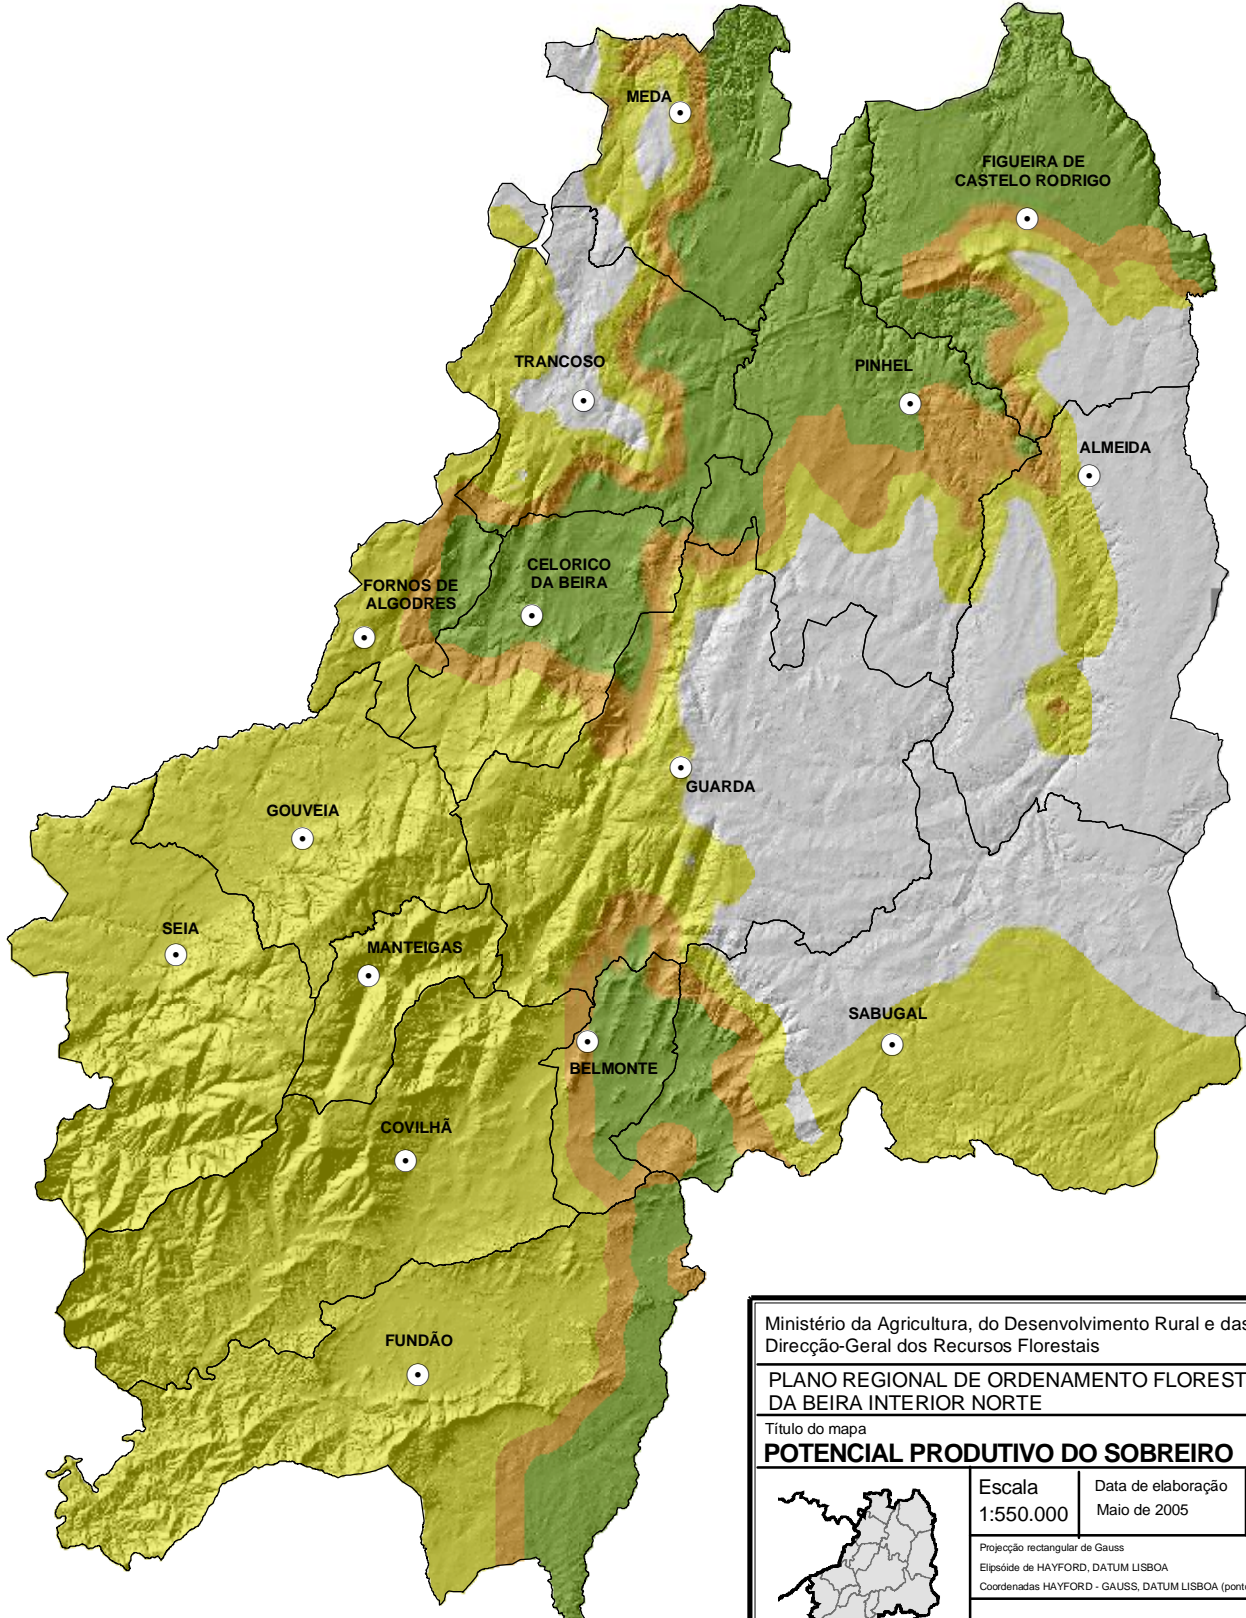 MEDA
FIGUEIRA DE
CASTELO RODRIGO
TRANCOSO
PINHEL
ALMEIDA
CELORICO
DA BEIRA
FORNOS DE
ALGODRES
GUARDA
GOUVEIA
SEIA
MANTEIGAS
SABUGAL
BELMONTE
COVILHÃ
FUNDÃO
Ministério da Agricultura, do Desenvolvimento Rural e das
Direcção-Geral dos Recursos Florestais
PLANO REGIONAL DE ORDENAMENTO FLOREST
DA BEIRA INTERIOR NORTE
Título do mapa
POTENCIAL PRODUTIVO DO SOBREIRO
Escala
1:550.000
Data de elaboração
Maio de 2005
Projecção rectangular de Gauss
Elipsóide de HAYFORD, DATUM LISBOA
Coordenadas HAYFORD - GAUSS, DATUM LISBOA (ponto